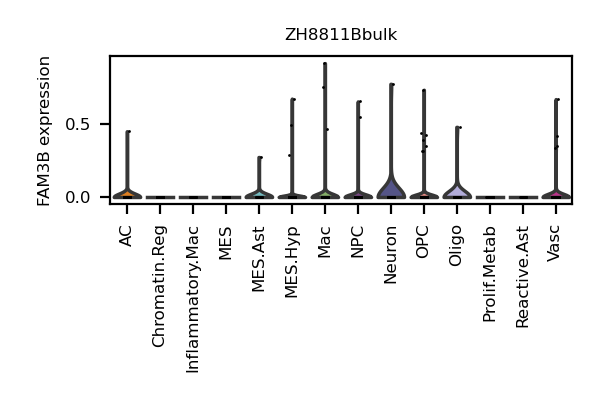 ZH8811Bbulk
FAM3B expression
0.5
0.0
AC
Chromatin.Reg
Inflammatory.Mac
MES
MES.Ast
MES.Hyp
Mac
NPC
Neuron
OPC
Oligo
Prolif.Metab
Reactive.Ast
Vasc